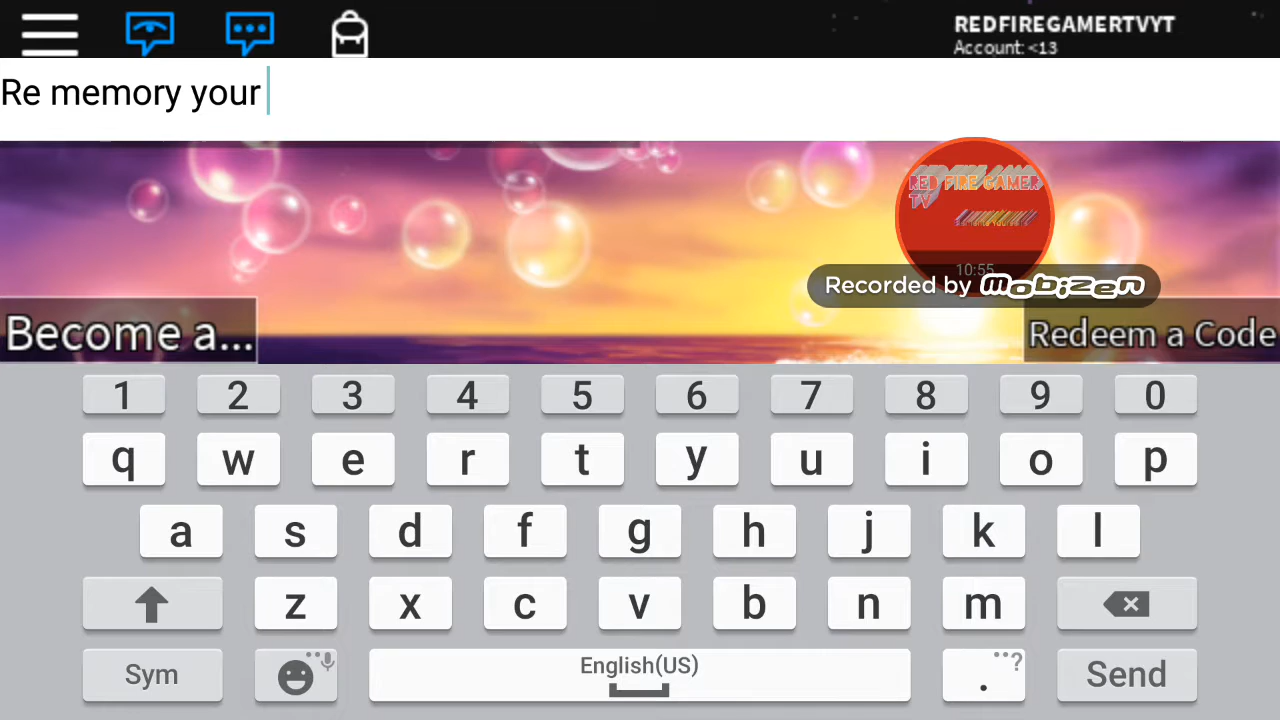 REDFIREGAMERTVYT
Account: <13
Re memory your
RED FIRE GAMER
TV
10:55
Recorded by mobizen
Become a...
Redeem a Code
1 2 3 4 5 6 7 8 9 0
q w e r t y u i o p
a s d f g h j k l
z x c v b n m
Sym
English(US)
. ?
Send